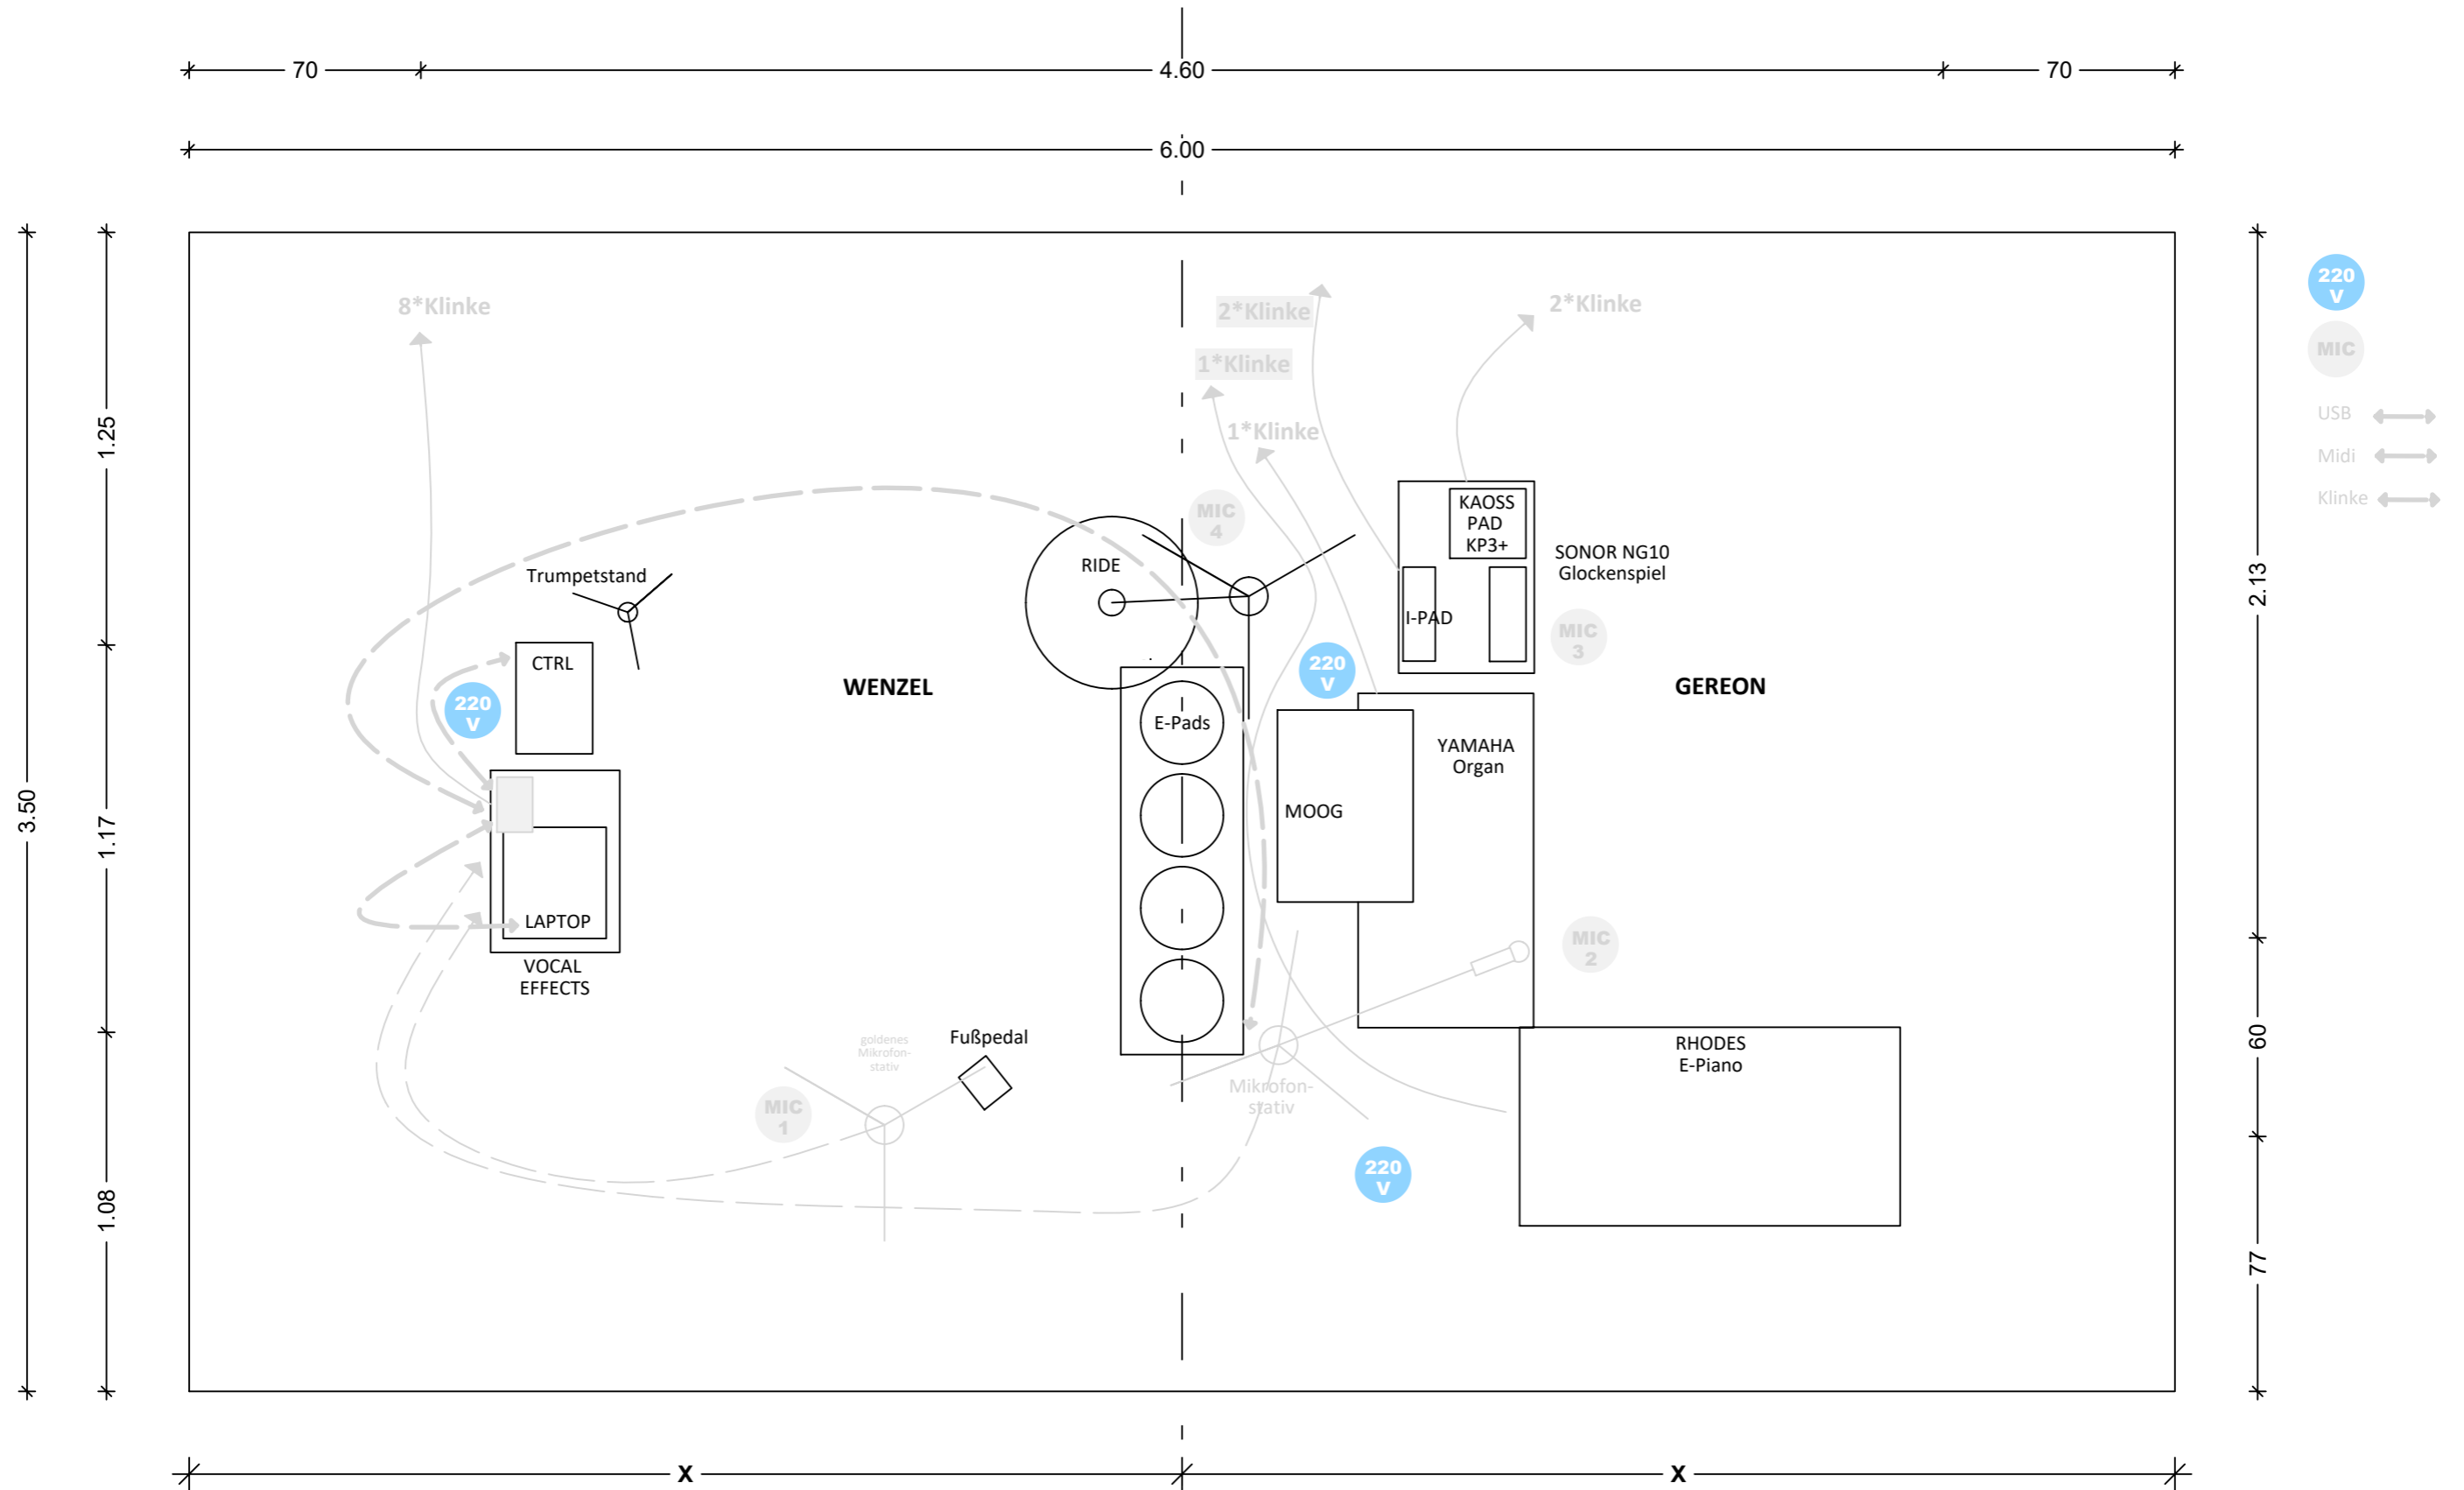 70
4.60
70
6.00
3.50
1.25
1.17
1.08
2.13
60
77
220
V
MIC
USB
Midi
Klinke
8*Klinke
2*Klinke
2*Klinke
1*Klinke
1*Klinke
MIC
4
KAOSS
PAD
KP3+
SONOR NG10
Glockenspiel
I-PAD
MIC
3
RIDE
Trumpetstand
CTRL
220
V
WENZEL
220
V
GEREON
E-Pads
YAMAHA
Organ
MOOG
LAPTOP
VOCAL
EFFECTS
MIC
2
goldenes
Mikrofon-
stativ
Fußpedal
MIC
1
Mikrofon-
stativ
RHODES
E-Piano
220
V
X
X